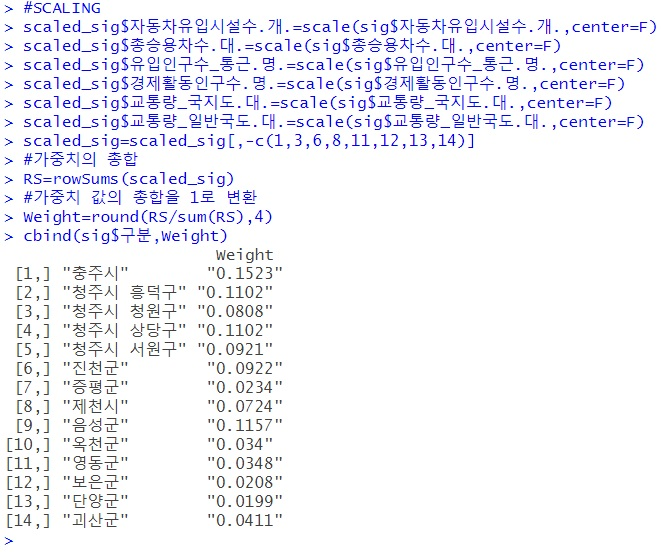 > #SCALING
> scaled_sig$자동차유입시설수.개.=scale(sig$자동차유입시설수.개.,center=F)
> scaled_sig$총승용차수.대.=scale(sig$총승용차수.대.,center=F)
> scaled_sig$유입인구수_통근.명.=scale(sig$유입인구수_통근.명.,center=F)
> scaled_sig$경제활동인구수.명.=scale(sig$경제활동인구수.명.,center=F)
> scaled_sig$교통량_국지도.대.=scale(sig$교통량_국지도.대.,center=F)
> scaled_sig$교통량_일반국도.대.=scale(sig$교통량_일반국도.대.,center=F)
> scaled_sig=scaled_sig[,-c(1,3,6,8,11,12,13,14)]
> #가중치의 총합
> RS=rowSums(scaled_sig)
> #가중치 값의 총합을 1로 변환
> Weight=round(RS/sum(RS),4)
> cbind(sig$구분,Weight)
Weight
[1,] "충주시" "0.1523"
[2,] "청주시 흥덕구" "0.1102"
[3,] "청주시 청원구" "0.0808"
[4,] "청주시 상당구" "0.1102"
[5,] "청주시 서원구" "0.0921"
[6,] "진천군" "0.0922"
[7,] "증평군" "0.0234"
[8,] "제천시" "0.0724"
[9,] "음성군" "0.1157"
[10,] "옥천군" "0.034"
[11,] "영동군" "0.0348"
[12,] "보은군" "0.0208"
[13,] "단양군" "0.0199"
[14,] "괴산군" "0.0411"
>